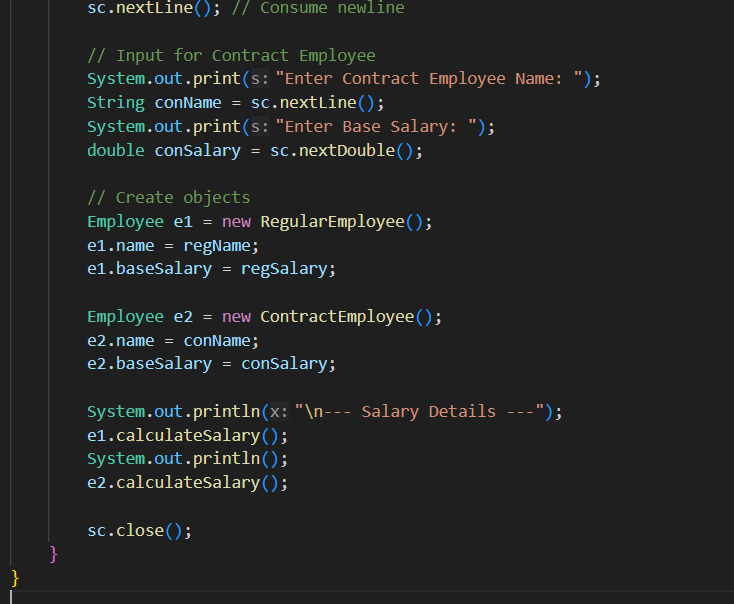 sc.nextLine(); // Consume newline
// Input for Contract Employee
System.out.print(s: "Enter Contract Employee Name: ");
String conName = sc.nextLine();
System.out.print(s: "Enter Base Salary: ");
double conSalary = sc.nextDouble();
// Create objects
Employee e1 = new RegularEmployee();
e1.name = regName;
e1.baseSalary = regSalary;
Employee e2 = new ContractEmployee();
e2.name = conName;
e2.baseSalary = conSalary;
System.out.println(x: "\n--- Salary Details ---");
e1.calculateSalary();
System.out.println();
e2.calculateSalary();
sc.close();
}
}